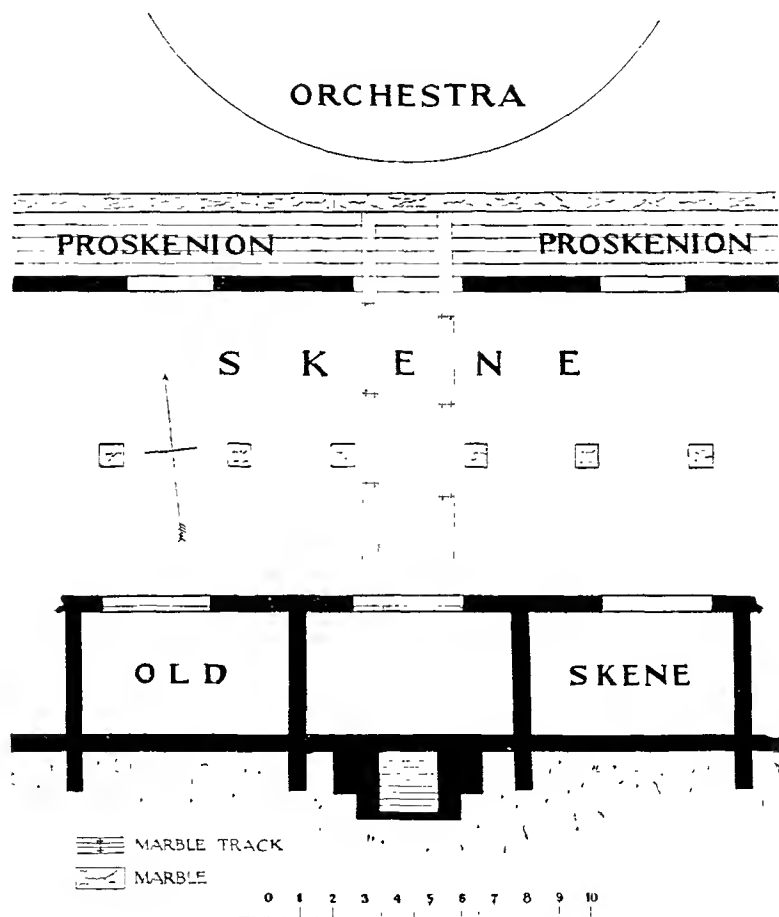 ORCHESTRA
PROSKENION PROSKENION
SKENE
OLD SKENE
MARBLE TRACK
MARBLE
0 1 2 3 4 5 6 7 8 9 10